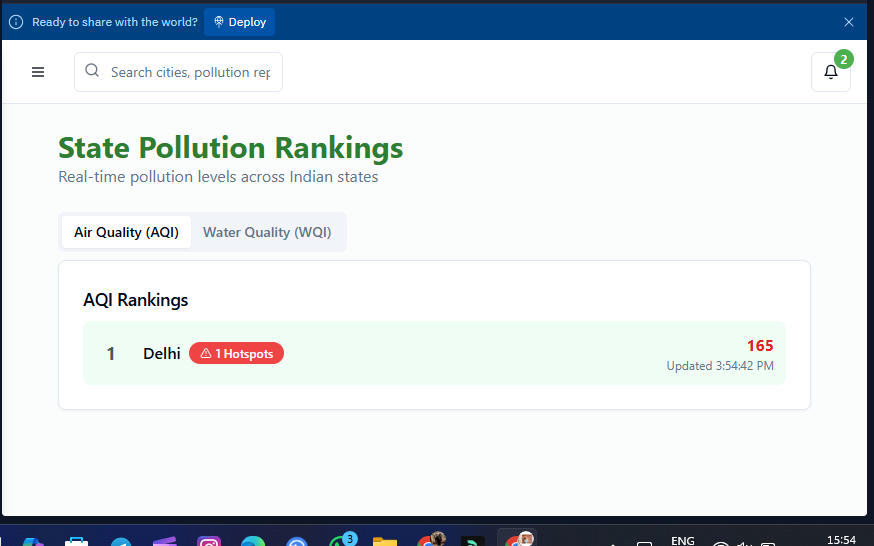 Ready to share with the world? Deploy
Search cities, pollution rep
2
State Pollution Rankings
Real-time pollution levels across Indian states
Air Quality (AQI) Water Quality (WQI)
AQI Rankings
1 Delhi 1 Hotspots 165
Updated 3:54:42 PM
3
ENG
15:54